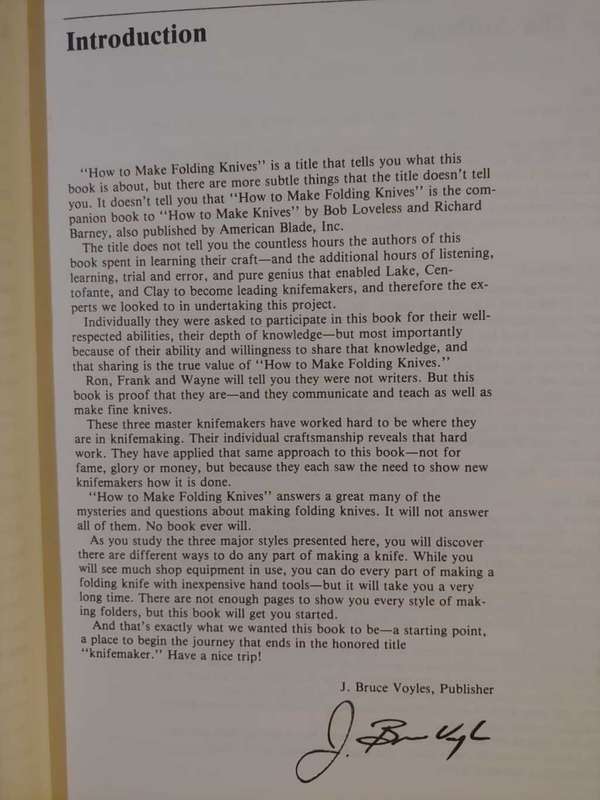 Introduction
"How to Make Folding Knives" is a title that tells you what this
book is about, but there are more subtle things that the title doesn't tell
you. It doesn't tell you that "How to Make Folding Knives" is the com-
panion book to "How to Make Knives" by Bob Loveless and Richard
Barney, also published by American Blade, Inc.
The title does not tell you the countless hours the authors of this
book spent in learning their craft—and the additional hours of listening,
learning, trial and error, and pure genius that enabled Lake, Cen-
tofante, and Clay to become leading knifemakers, and therefore the ex-
perts we looked to in undertaking this project.
Individually they were asked to participate in this book for their well-
respected abilities, their depth of knowledge—but most importantly
because of their ability and willingness to share that knowledge, and
that sharing is the true value of "How to Make Folding Knives."
Ron, Frank and Wayne will tell you they were not writers. But this
book is proof that they are—and they communicate and teach as well as
make fine knives.
These three master knifemakers have worked hard to be where they
are in knifemaking. Their individual craftsmanship reveals that hard
work. They have applied that same approach to this book—not for
fame, glory or money, but because they each saw the need to show new
knifemakers how it is done.
"How to Make Folding Knives" answers a great many of the
mysteries and questions about making folding knives. It will not answer
all of them. No book ever will.
As you study the three major styles presented here, you will discover
there are different ways to do any part of making a knife. While you
will see much shop equipment in use, you can do every part of making a
folding knife with inexpensive hand tools—but it will take you a very
long time. There are not enough pages to show you every style of mak-
ing folders, but this book will get you started.
And that's exactly what we wanted this book to be—a starting point,
a place to begin the journey that ends in the honored title
"knifemaker." Have a nice trip!
J. Bruce Voyles, Publisher